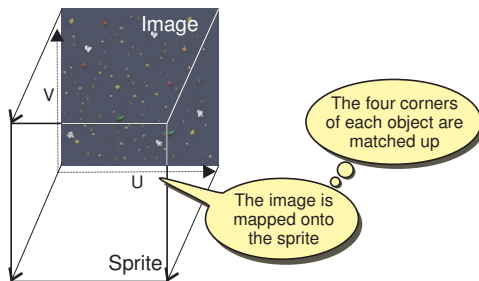 Image
V
U
The four corners
of each object are
matched up
The image is
mapped onto
the sprite
Sprite